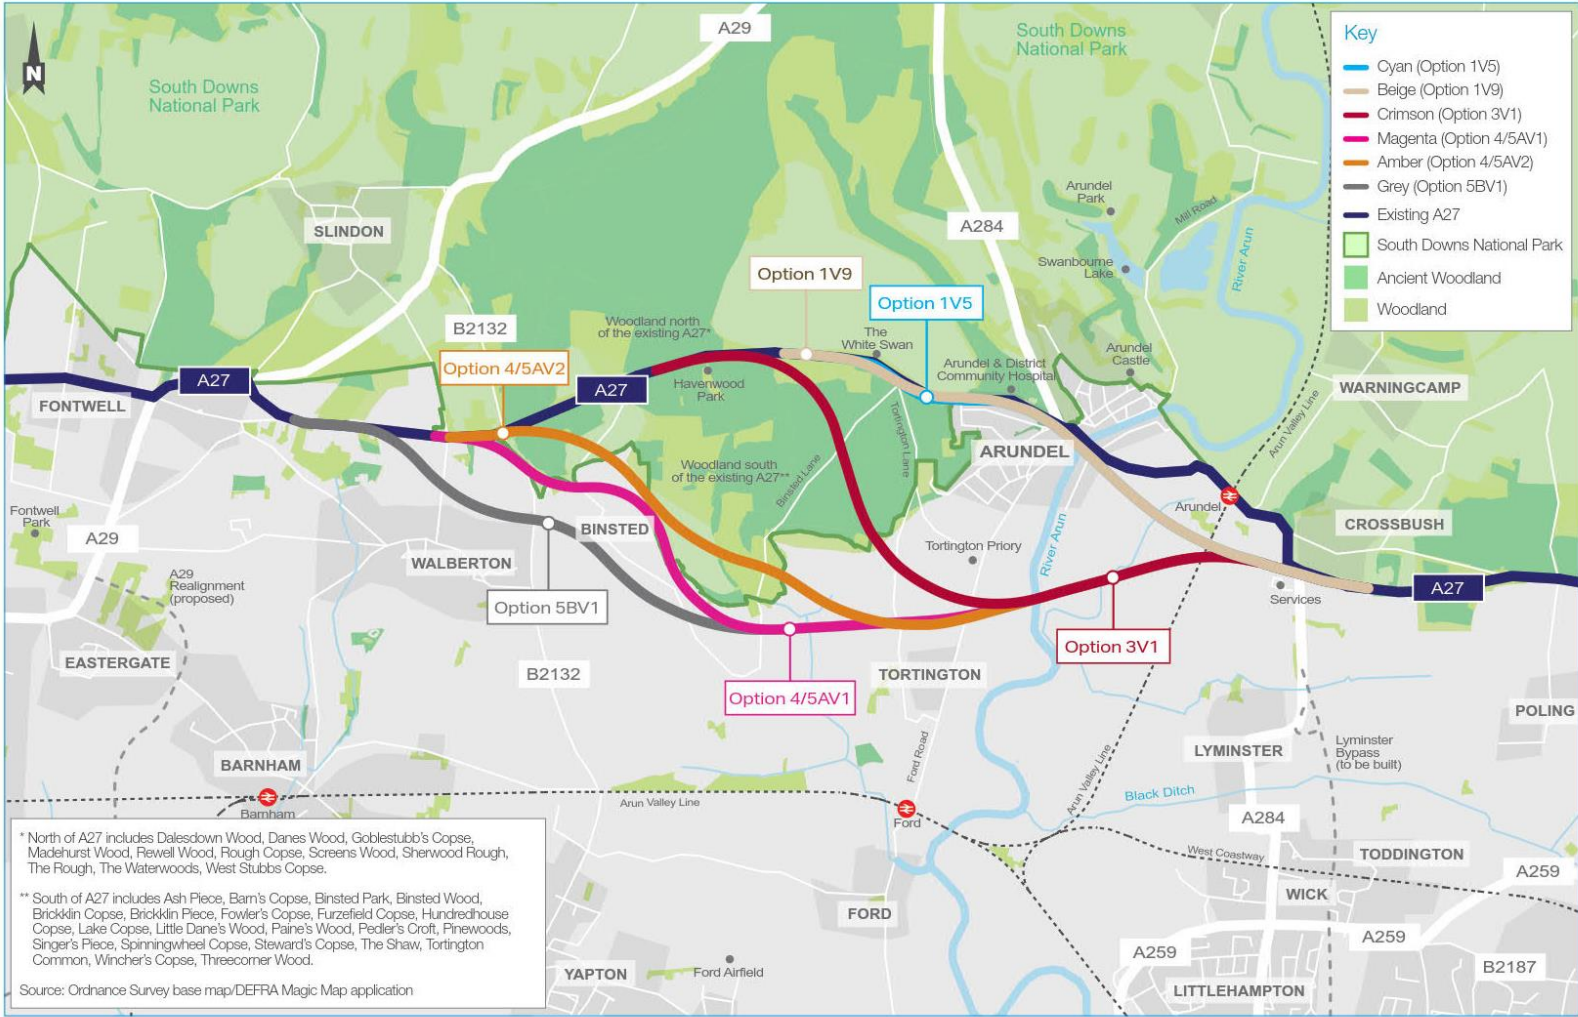 A29
South Downs
National Park
South Downs
National Park
N
Key
Cyan (Option 1V5)
Beige (Option 1V9)
Crimson (Option 3V1)
Magenta (Option 4/5AV1)
Amber (Option 4/5AV2)
Grey (Option 5BV1)
Existing A27
South Downs National Park
Ancient Woodland
Woodland
Arundel
Park
Mill Road
River Arun
A284
SLINDON
Swanbourne
Lake
Option 1V9
Option 1V5
B2132
Woodland north
of the existing A27*
The
White Swan
Arundel & District
Community Hospital
Arundel
Castle
Option 4/5AV2
A27
A27
Havenwood
Park
WARNINGCAMP
FONTWELL
Tortington Lane
Arun Valley Line
ARUNDEL
Woodland south
of the existing A27**
Binsted Lane
Arundel
CROSSBUSH
Fontwell
Park
A29
BINSTED
WALBERTON
Tortington Priory
River Arun
A29
Realignment
(proposed)
Option 5BV1
Services
A27
Option 3V1
EASTERGATE
B2132
TORTINGTON
Option 4/5AV1
POLING
BARNHAM
Ford Road
LYMINSTER
Lyminster
Bypass
(to be built)
Arun Valley Line
Black Ditch
Arun Valley Line
Barnham
Ford
A284
West Coastway
TODDINGTON
A259
WICK
FORD
A259
A259
B2187
YAPTON
Ford Airfield
LITTLEHAMPTON
* North of A27 includes Dalesdown Wood, Danes Wood, Goblestubb's Copse,
Madehurst Wood, Rewell Wood, Rough Copse, Screens Wood, Sherwood Rough,
The Rough, The Waterwoods, West Stubbs Copse.
** South of A27 includes Ash Piece, Barn's Copse, Binsted Park, Binsted Wood,
Brickklin Copse, Brickklin Piece, Fowler's Copse, Furzefield Copse, Hundredhouse
Copse, Lake Copse, Little Dane's Wood, Paine's Wood, Pedler's Croft, Pinewoods,
Singer's Piece, Spinningwheel Copse, Steward's Copse, The Shaw, Tortington
Common, Wincher's Copse, Threecorner Wood.
Source: Ordnance Survey base map/DEFRA Magic Map application